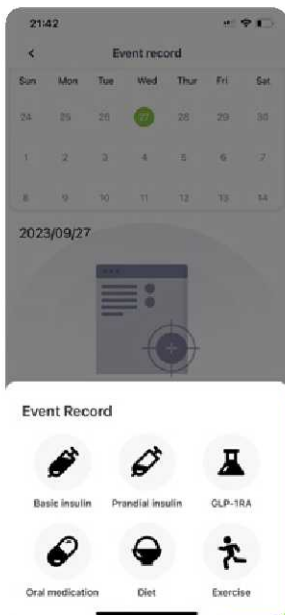 21:42
Event record
Sun Mon Tue Wed Thur Fri Sat
24 25 26 27 28 29 30
1 2 3 4 5 6 7
8 9 10 11 12 13 14
2023/09/27
Event Record
Basic insulin Prandial insulin GLP-1RA
Oral medication Diet Exercise